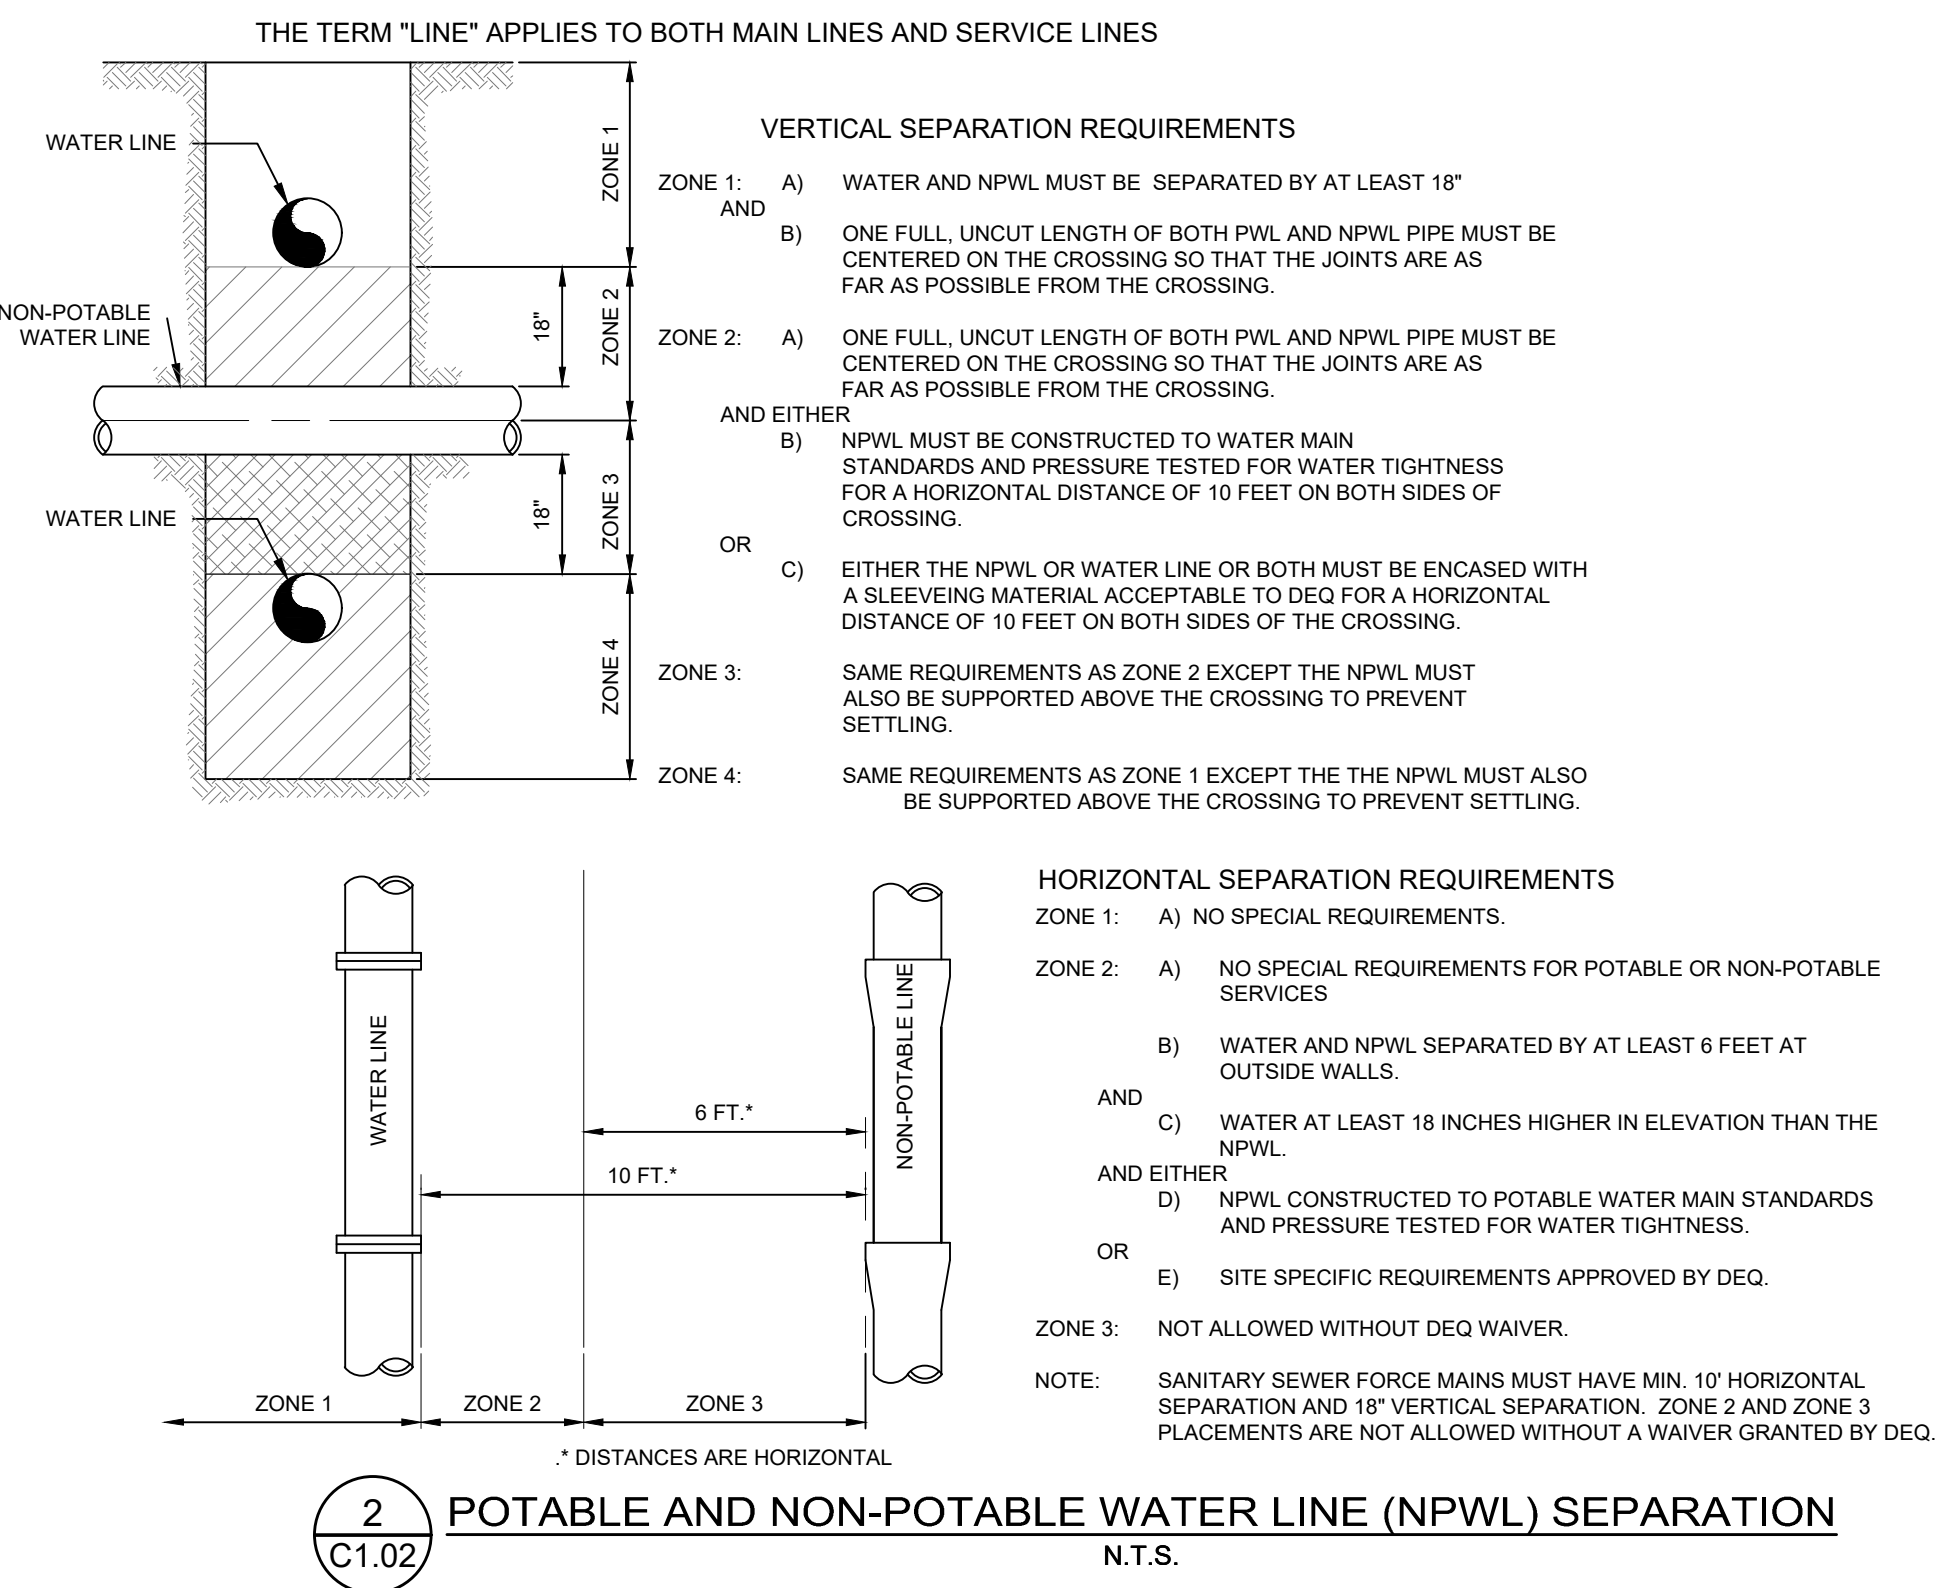 THE TERM "LINE" APPLIES TO BOTH MAIN LINES AND SERVICE LINES
WATER LINE
NON-POTABLE
WATER LINE
WATER LINE
ZONE 1
18"
ZONE 2
18"
ZONE 3
ZONE 4
VERTICAL SEPARATION REQUIREMENTS
ZONE 1: A) WATER AND NPWL MUST BE SEPARATED BY AT LEAST 18"
AND
B) ONE FULL, UNCUT LENGTH OF BOTH PWL AND NPWL PIPE MUST BE
CENTERED ON THE CROSSING SO THAT THE JOINTS ARE AS
FAR AS POSSIBLE FROM THE CROSSING.
ZONE 2: A) ONE FULL, UNCUT LENGTH OF BOTH PWL AND NPWL PIPE MUST BE
CENTERED ON THE CROSSING SO THAT THE JOINTS ARE AS
FAR AS POSSIBLE FROM THE CROSSING.
AND EITHER
B) NPWL MUST BE CONSTRUCTED TO WATER MAIN
STANDARDS AND PRESSURE TESTED FOR WATER TIGHTNESS
FOR A HORIZONTAL DISTANCE OF 10 FEET ON BOTH SIDES OF
CROSSING.
OR
C) EITHER THE NPWL OR WATER LINE OR BOTH MUST BE ENCASED WITH
A SLEEVEING MATERIAL ACCEPTABLE TO DEQ FOR A HORIZONTAL
DISTANCE OF 10 FEET ON BOTH SIDES OF THE CROSSING.
ZONE 3: SAME REQUIREMENTS AS ZONE 2 EXCEPT THE NPWL MUST
ALSO BE SUPPORTED ABOVE THE CROSSING TO PREVENT
SETTLING.
ZONE 4: SAME REQUIREMENTS AS ZONE 1 EXCEPT THE THE NPWL MUST ALSO
BE SUPPORTED ABOVE THE CROSSING TO PREVENT SETTLING.
WATER LINE
NON-POTABLE LINE
6 FT.*
10 FT.*
ZONE 1
ZONE 2
ZONE 3
.* DISTANCES ARE HORIZONTAL
HORIZONTAL SEPARATION REQUIREMENTS
ZONE 1: A) NO SPECIAL REQUIREMENTS.
ZONE 2: A) NO SPECIAL REQUIREMENTS FOR POTABLE OR NON-POTABLE
SERVICES
B) WATER AND NPWL SEPARATED BY AT LEAST 6 FEET AT
OUTSIDE WALLS.
AND
C) WATER AT LEAST 18 INCHES HIGHER IN ELEVATION THAN THE
NPWL.
AND EITHER
D) NPWL CONSTRUCTED TO POTABLE WATER MAIN STANDARDS
AND PRESSURE TESTED FOR WATER TIGHTNESS.
OR
E) SITE SPECIFIC REQUIREMENTS APPROVED BY DEQ.
ZONE 3: NOT ALLOWED WITHOUT DEQ WAIVER.
NOTE: SANITARY SEWER FORCE MAINS MUST HAVE MIN. 10' HORIZONTAL
SEPARATION AND 18" VERTICAL SEPARATION. ZONE 2 AND ZONE 3
PLACEMENTS ARE NOT ALLOWED WITHOUT A WAIVER GRANTED BY DEQ.
2
C1.02
POTABLE AND NON-POTABLE WATER LINE (NPWL) SEPARATION
N.T.S.